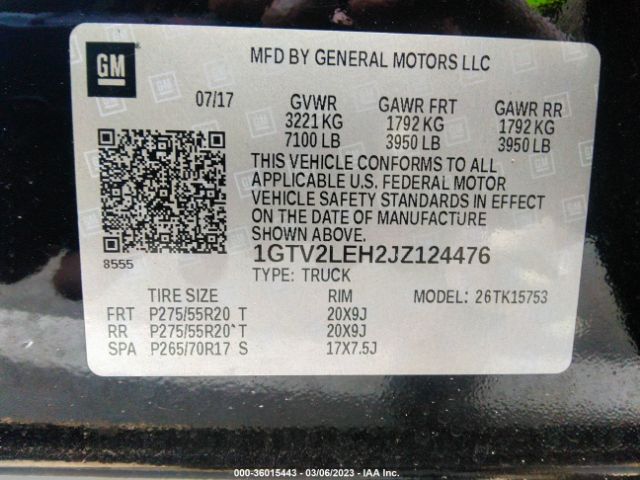 GM
MFD BY GENERAL MOTORS LLC
07/17 GVWR GAWR FRT GAWR RR
3221 KG 1792 KG 1792 KG
7100 LB 3950 LB 3950 LB
THIS VEHICLE CONFORMS TO ALL
APPLICABLE U.S. FEDERAL MOTOR
VEHICLE SAFETY STANDARDS IN EFFECT
ON THE DATE OF MANUFACTURE
SHOWN ABOVE.
8555
1GTV2LEH2JZ124476
TYPE: TRUCK
TIRE SIZE RIM MODEL: 26TK15753
FRT P275/55R20 T 20X9J
RR P275/55R20 T 20X9J
SPA P265/70R17 S 17X7.5J
000-36015443 - 03/06/2023 - IAA Inc.